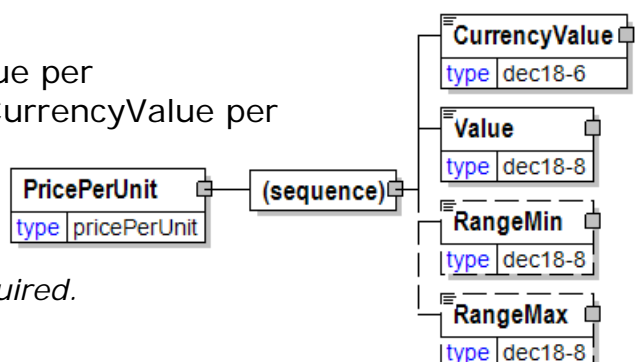 ue per
CurrencyValue per
uired.
PricePerUnit
type pricePerUnit
(sequence)
CurrencyValue
type dec18-6
Value
type dec18-8
RangeMin
type dec18-8
RangeMax
type dec18-8